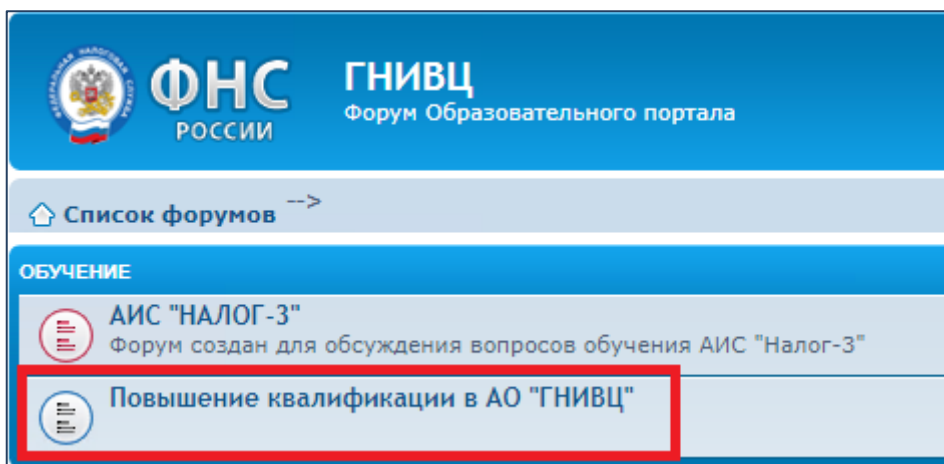 ФНС
РОССИИ
ГНИВЦ
Форум Образовательного портала
Список форумов -->
ОБУЧЕНИЕ
АИС "НАЛОГ-3"
Форум создан для обсуждения вопросов обучения АИС "Налог-3"
Повышение квалификации в АО "ГНИВЦ"